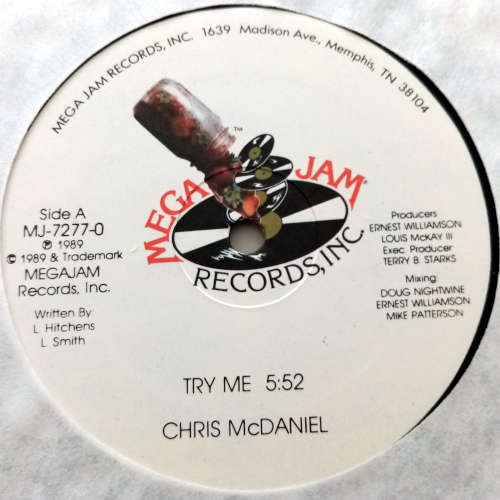 MEGA JAM RECORDS, INC. 1639 Madison Ave., Memphis, TN 38104
™
MEGA JAM
RECORDS, INC.
Side A
MJ-7277-0
℗ 1989
© 1989 & Trademark
MEGAJAM
Records, Inc.
Written By:
L. Hitchens
L. Smith
Producers
ERNEST WILLIAMSON
LOUIS McKAY III
Exec. Producer
TERRY B. STARKS
Mixing:
DOUG NIGHTWINE
ERNEST WILLIAMSON
MIKE PATTERSON
TRY ME 5:52
CHRIS McDANIEL